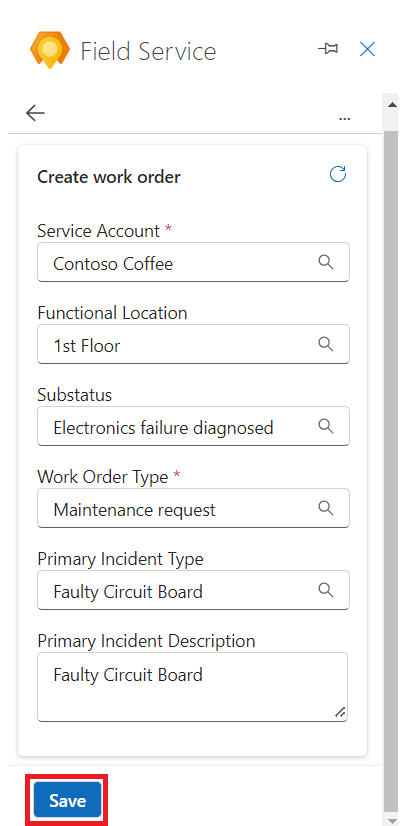 Field Service
...
Create work order
Service Account *
Contoso Coffee
Functional Location
1st Floor
Substatus
Electronics failure diagnosed
Work Order Type *
Maintenance request
Primary Incident Type
Faulty Circuit Board
Primary Incident Description
Faulty Circuit Board
Save